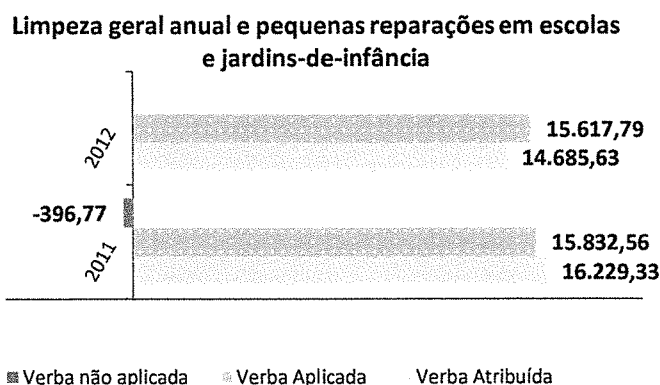 Limpeza geral anual e pequenas reparações em escolas
e jardins-de-infância
2012
15.617,79
14.685,63
-396,77
2011
15.832,56
16.229,33
Verba não aplicada Verba Aplicada Verba Atribuída